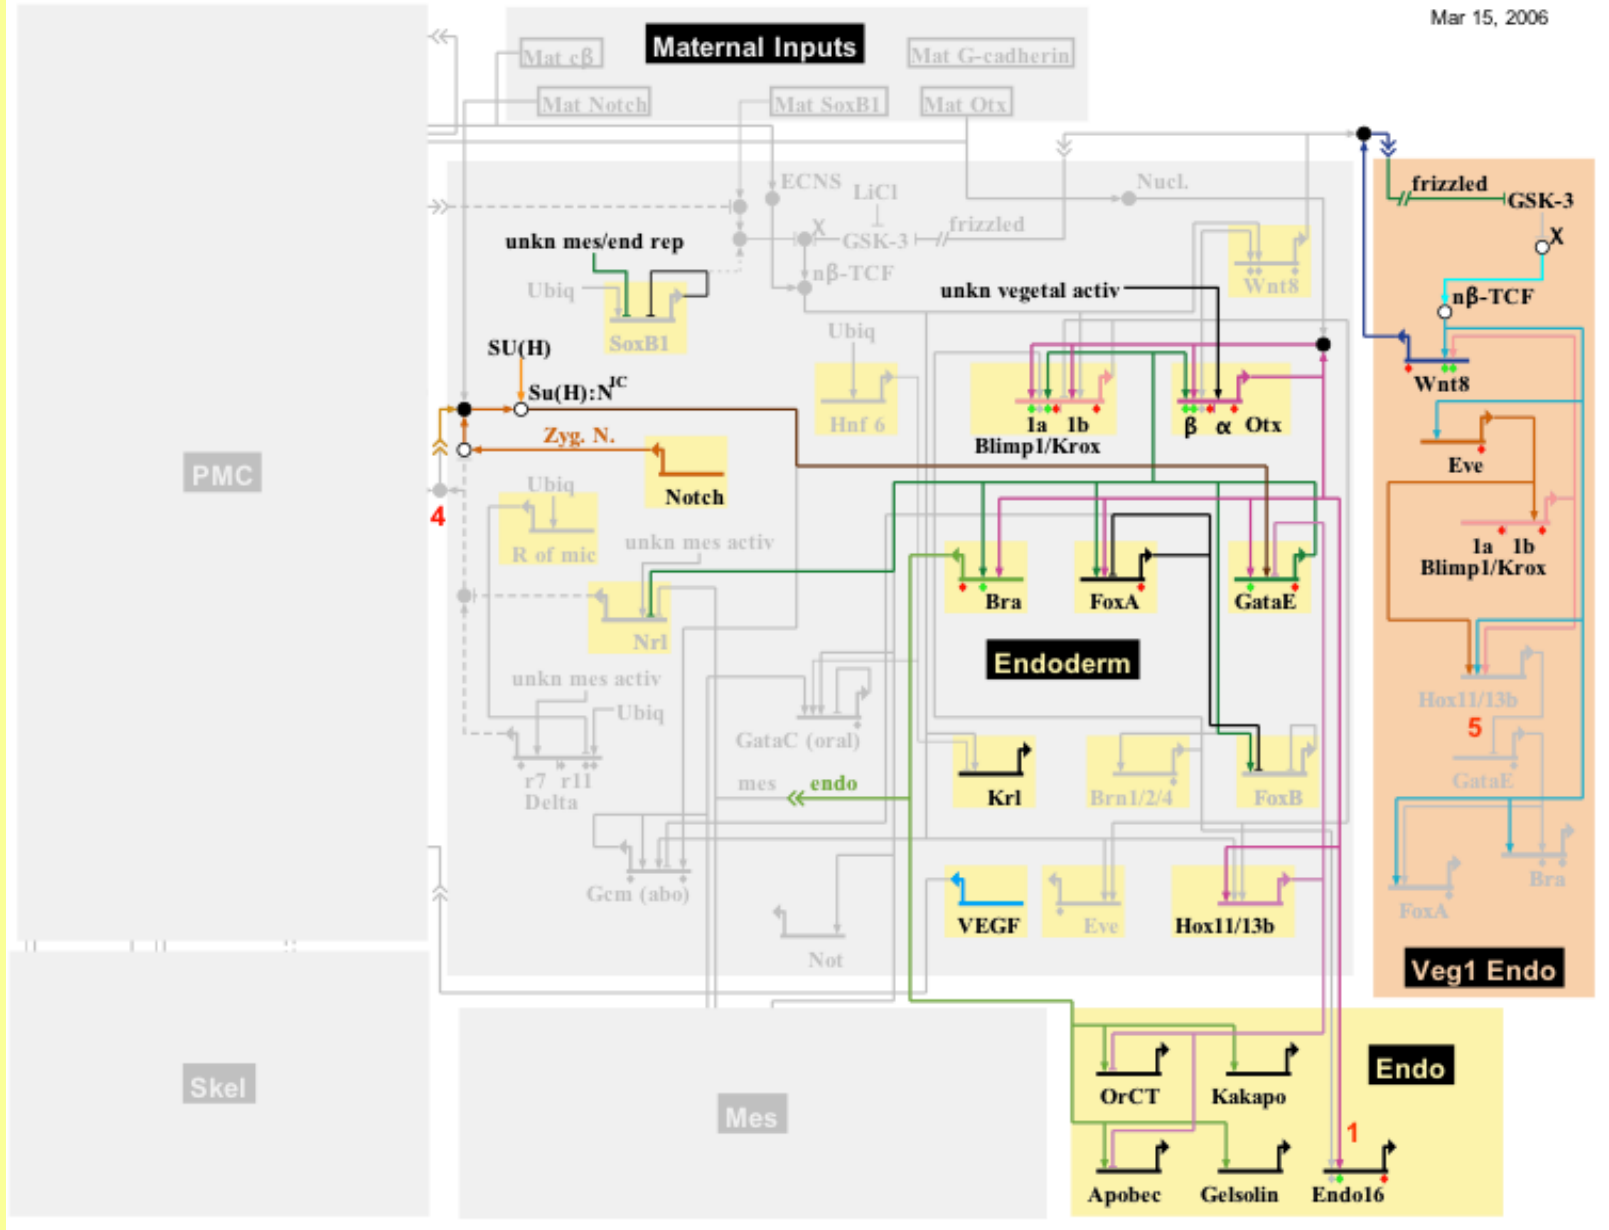 Mar 15, 2006
Maternal Inputs
Mat cβ
Mat G-cadherin
Mat Notch
Mat SoxB1
Mat Otx
ECNS
LiCl
Nucl.
X
GSK-3
frizzled
nβ-TCF
unkn mes/end rep
Ubiq
SoxB1
unkn vegetal activ
Wnt8
Ubiq
Hnf 6
SU(H)
Su(H):N^IC
Zyg. N.
Notch
1a 1b
Blimp1/Krox
β α Otx
PMC
4
Ubiq
R of mic
unkn mes activ
Nrl
Bra
FoxA
GataE
Endoderm
unkn mes activ
Ubiq
r7 r11
Delta
GataC (oral)
mes
endo
Krl
Brn1/2/4
FoxB
Gcm (abo)
Not
VEGF
Eve
Hox11/13b
frizzled
GSK-3
X
nβ-TCF
Wnt8
Eve
1a 1b
Blimp1/Krox
Hox11/13b
5
GataE
Bra
FoxA
Veg1 Endo
Skel
Mes
Endo
OrCT
Kakapo
1
Apobec
Gelsolin
Endo16